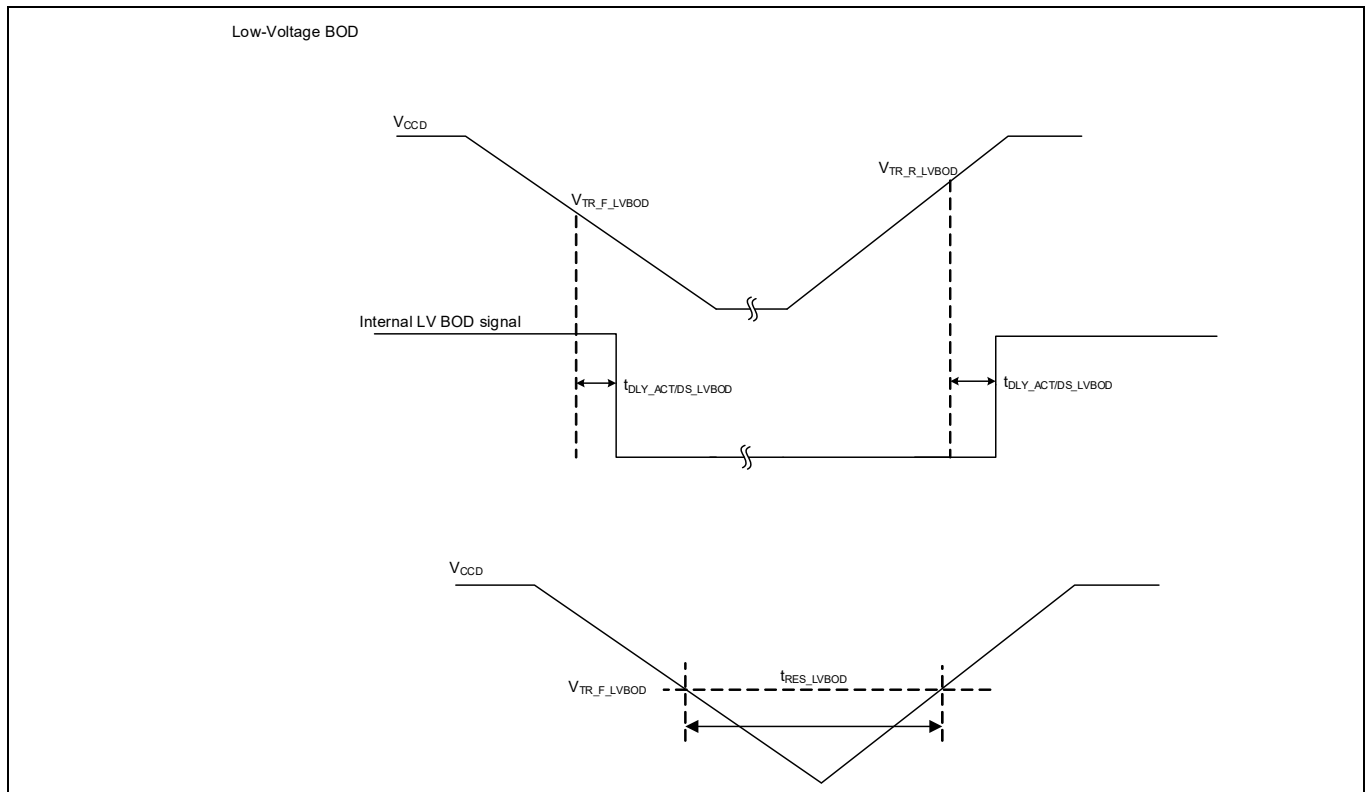 Low-Voltage BOD
VCCD
VTR_R_LVBOD
VTR_F_LVBOD
Internal LV BOD signal
tDLY_ACT/DS_LVBOD
tDLY_ACT/DS_LVBOD
VCCD
tRES_LVBOD
VTR_F_LVBOD